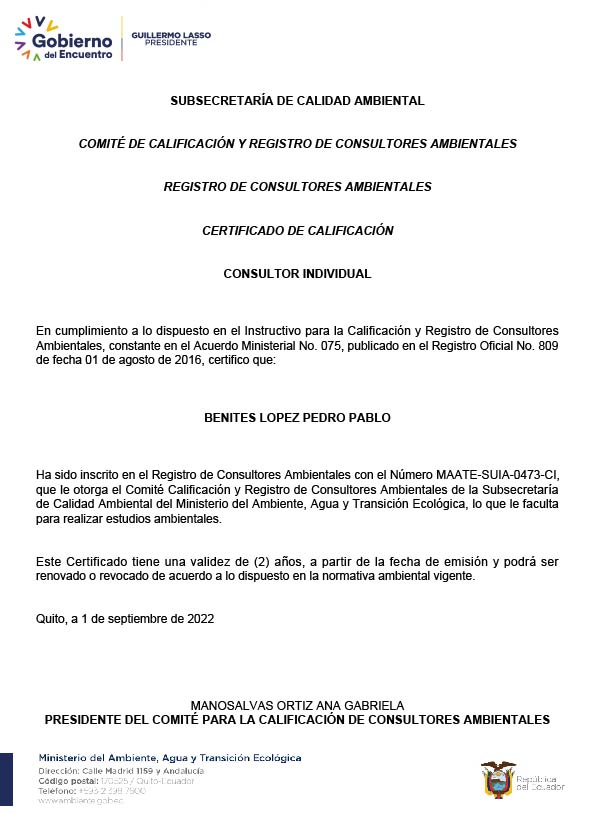 Gobierno
del Encuentro
GUILLERMO LASSO
PRESIDENTE
SUBSECRETARÍA DE CALIDAD AMBIENTAL
COMITÉ DE CALIFICACIÓN Y REGISTRO DE CONSULTORES AMBIENTALES
REGISTRO DE CONSULTORES AMBIENTALES
CERTIFICADO DE CALIFICACIÓN
CONSULTOR INDIVIDUAL
En cumplimiento a lo dispuesto en el Instructivo para la Calificación y Registro de Consultores
Ambientales, constante en el Acuerdo Ministerial No. 075, publicado en el Registro Oficial No. 809
de fecha 01 de agosto de 2016, certifico que:
BENITES LOPEZ PEDRO PABLO
Ha sido inscrito en el Registro de Consultores Ambientales con el Número MAATE-SUIA-0473-CI,
que le otorga el Comité Calificación y Registro de Consultores Ambientales de la Subsecretaría
de Calidad Ambiental del Ministerio del Ambiente, Agua y Transición Ecológica, lo que le faculta
para realizar estudios ambientales.
Este Certificado tiene una validez de (2) años, a partir de la fecha de emisión y podrá ser
renovado o revocado de acuerdo a lo dispuesto en la normativa ambiental vigente.
Quito, a 1 de septiembre de 2022
MANOSALVAS ORTIZ ANA GABRIELA
PRESIDENTE DEL COMITÉ PARA LA CALIFICACIÓN DE CONSULTORES AMBIENTALES
Ministerio del Ambiente, Agua y Transición Ecológica
Dirección: Calle Madrid 1159 y Andalucía
Código postal: 170525 / Quito-Ecuador
Teléfono: +593-2 398 7600
www.ambiente.gob.ec
República
del Ecuador